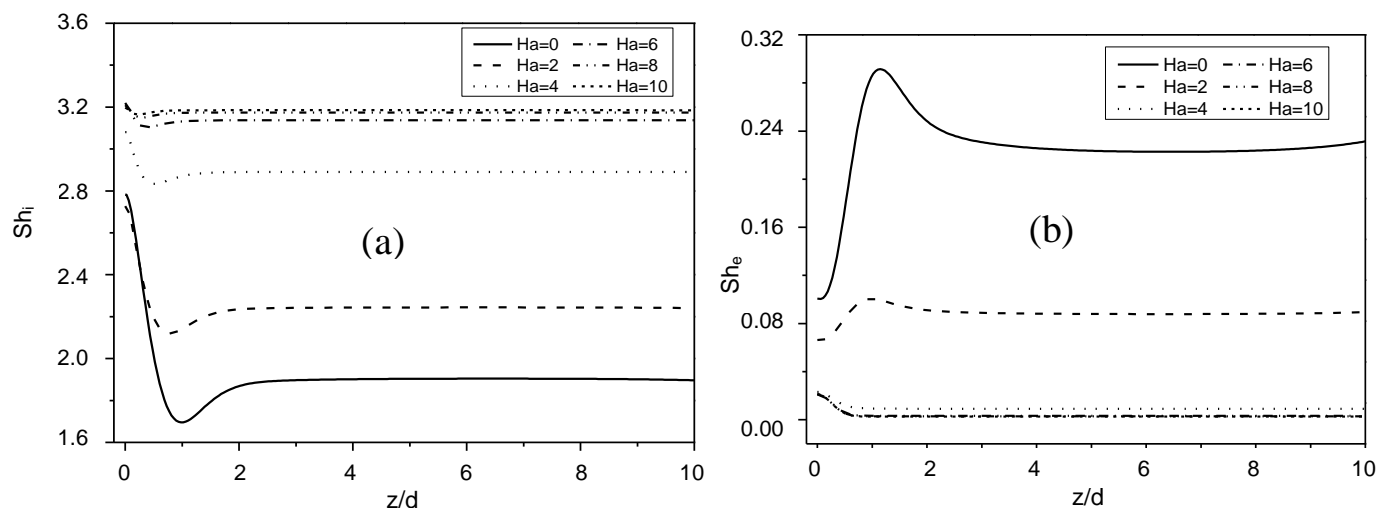 3.6
3.2
2.8
2.4
2.0
1.6
Sh_i
Ha=0 Ha=6
Ha=2 Ha=8
Ha=4 Ha=10
(a)
0 2 4 6 8 10
z/d
0.32
0.24
0.16
0.08
0.00
Sh_e
Ha=0 Ha=6
Ha=2 Ha=8
Ha=4 Ha=10
(b)
0 2 4 6 8 10
z/d